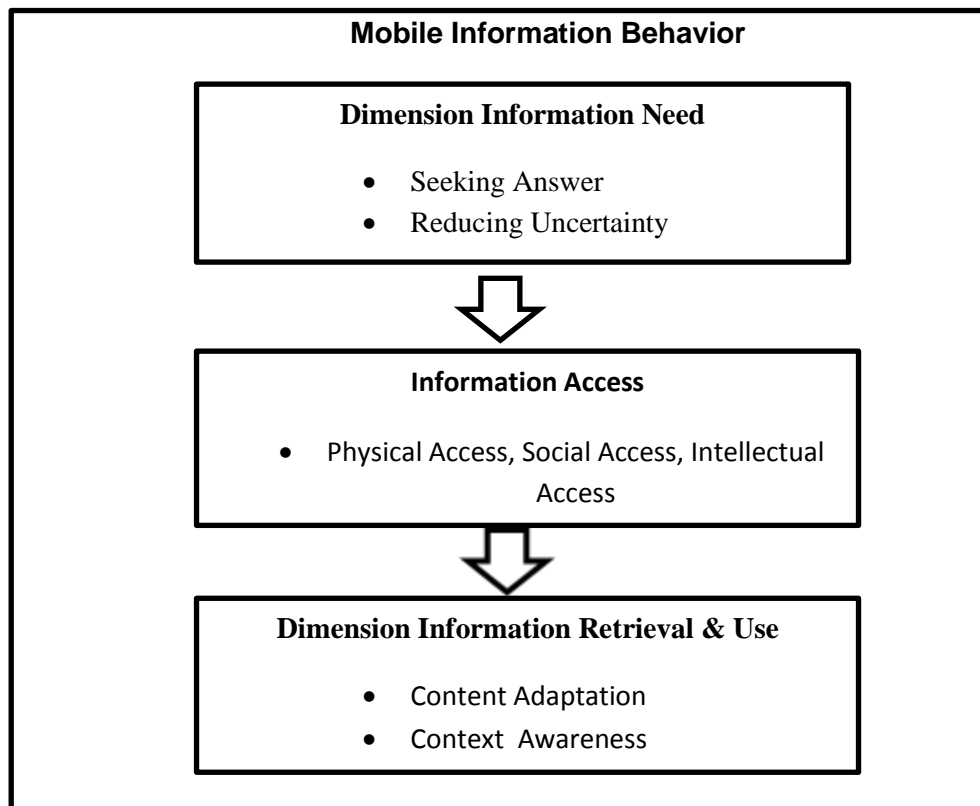 Mobile Information Behavior
Dimension Information Need
• Seeking Answer
• Reducing Uncertainty
Information Access
• Physical Access, Social Access, Intellectual
Access
Dimension Information Retrieval & Use
• Content Adaptation
• Context  Awareness